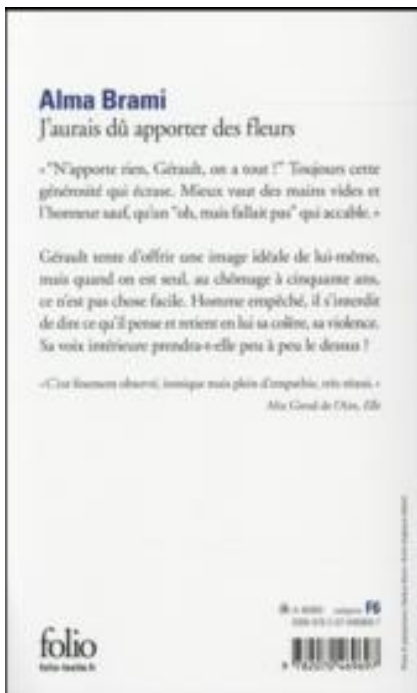 Alma Brami
J'aurais dû apporter des fleurs
« "N'apporte rien, Gérault, on a tout !" Toujours cette
générosité qui écrase. Mieux vaut des mains vides et
l'honneur sauf, qu'un "oh, mais fallait pas" qui accable. »
Gérault tente d'offrir une image idéale de lui-même,
mais quand on est seul, au chômage à cinquante ans,
ce n'est pas chose facile. Homme empêché, il s'interdit
de dire ce qu'il pense et retient en lui sa colère, sa violence.
Sa voix intérieure prendra-t-elle peu à peu le dessus ?
« C'est finement observé, ironique mais plein d'empathie, très réussi. »
Elle
F6
folio
folio-lesite.fr